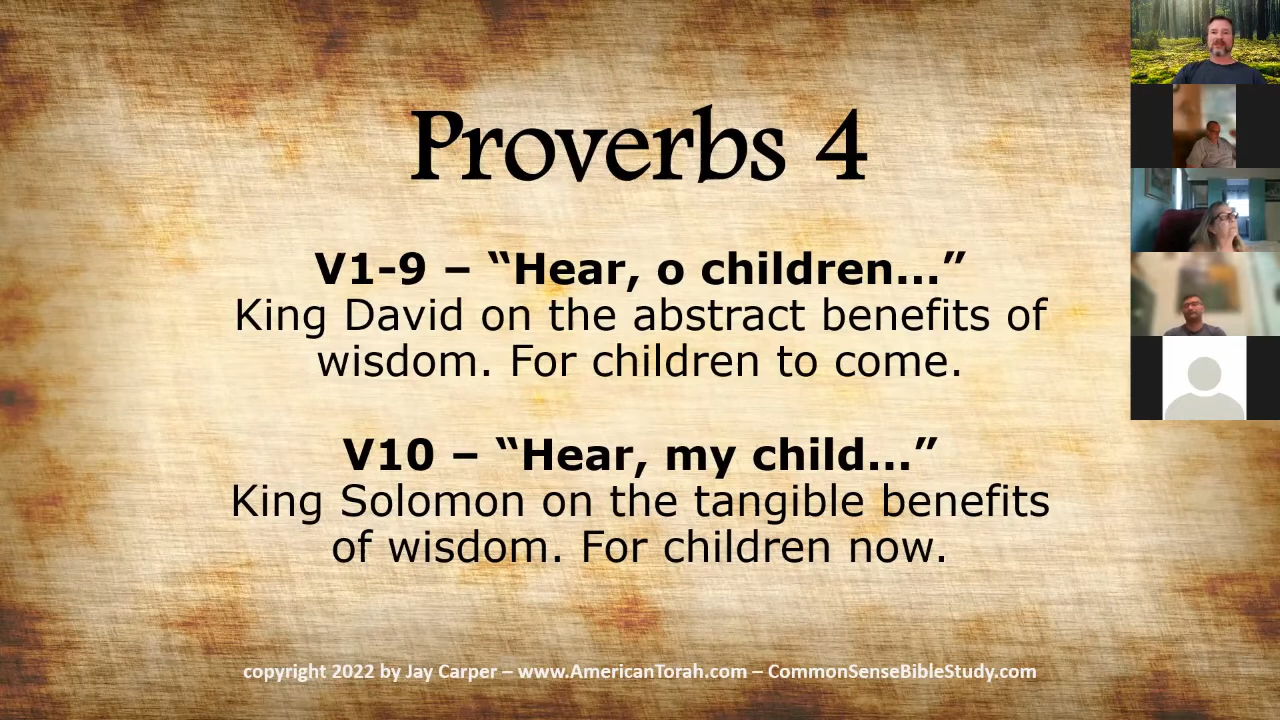 Proverbs 4
V1-9 – “Hear, o children…”
King David on the abstract benefits of
wisdom. For children to come.
V10 – “Hear, my child…”
King Solomon on the tangible benefits
of wisdom. For children now.
copyright 2022 by Jay Carper – www.AmericanTorah.com – CommonSenseBibleStudy.com